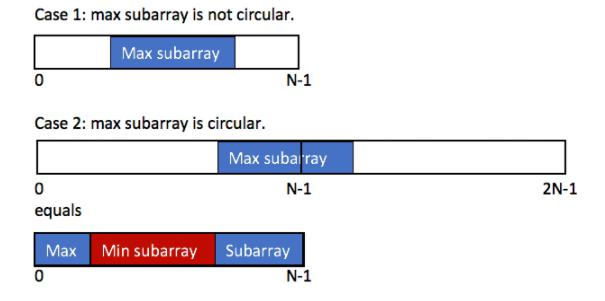 Case 1: max subarray is not circular.
Max subarray
0 N-1
Case 2: max subarray is circular.
Max subarray
0 N-1 2N-1
equals
Max Min subarray Subarray
0 N-1